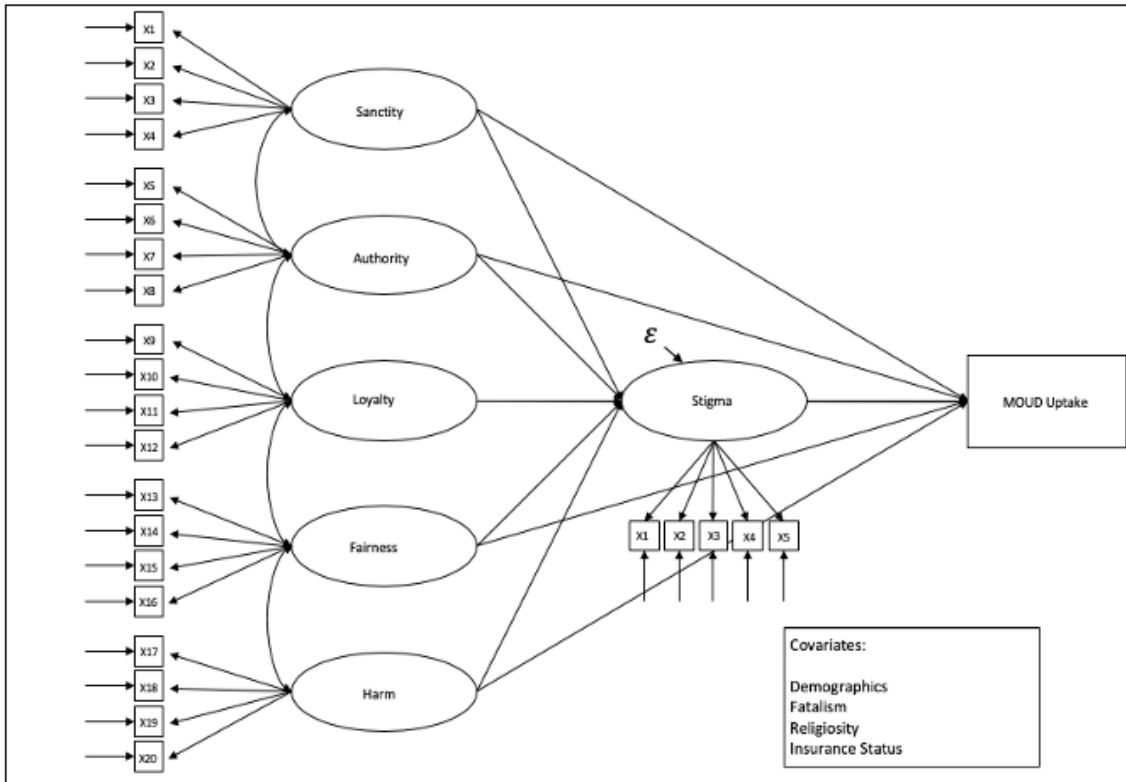 X1
X2
X3
X4
Sanctity
X5
X6
X7
X8
Authority
X9
X10
X11
X12
Loyalty
X13
X14
X15
X16
Fairness
X17
X18
X19
X20
Harm
ε
Stigma
X1 X2 X3 X4 X5
MOUD Uptake
Covariates:
Demographics
Fatalism
Religiosity
Insurance Status